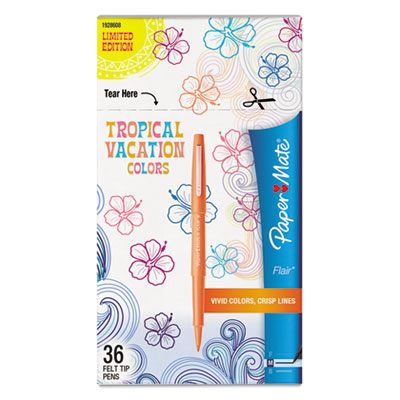 1928608
LIMITED
EDITION
Tear Here
TROPICAL
VACATION
COLORS
Paper Mate
Flair
VIVID COLORS, CRISP LINES
36
FELT TIP
PENS
M